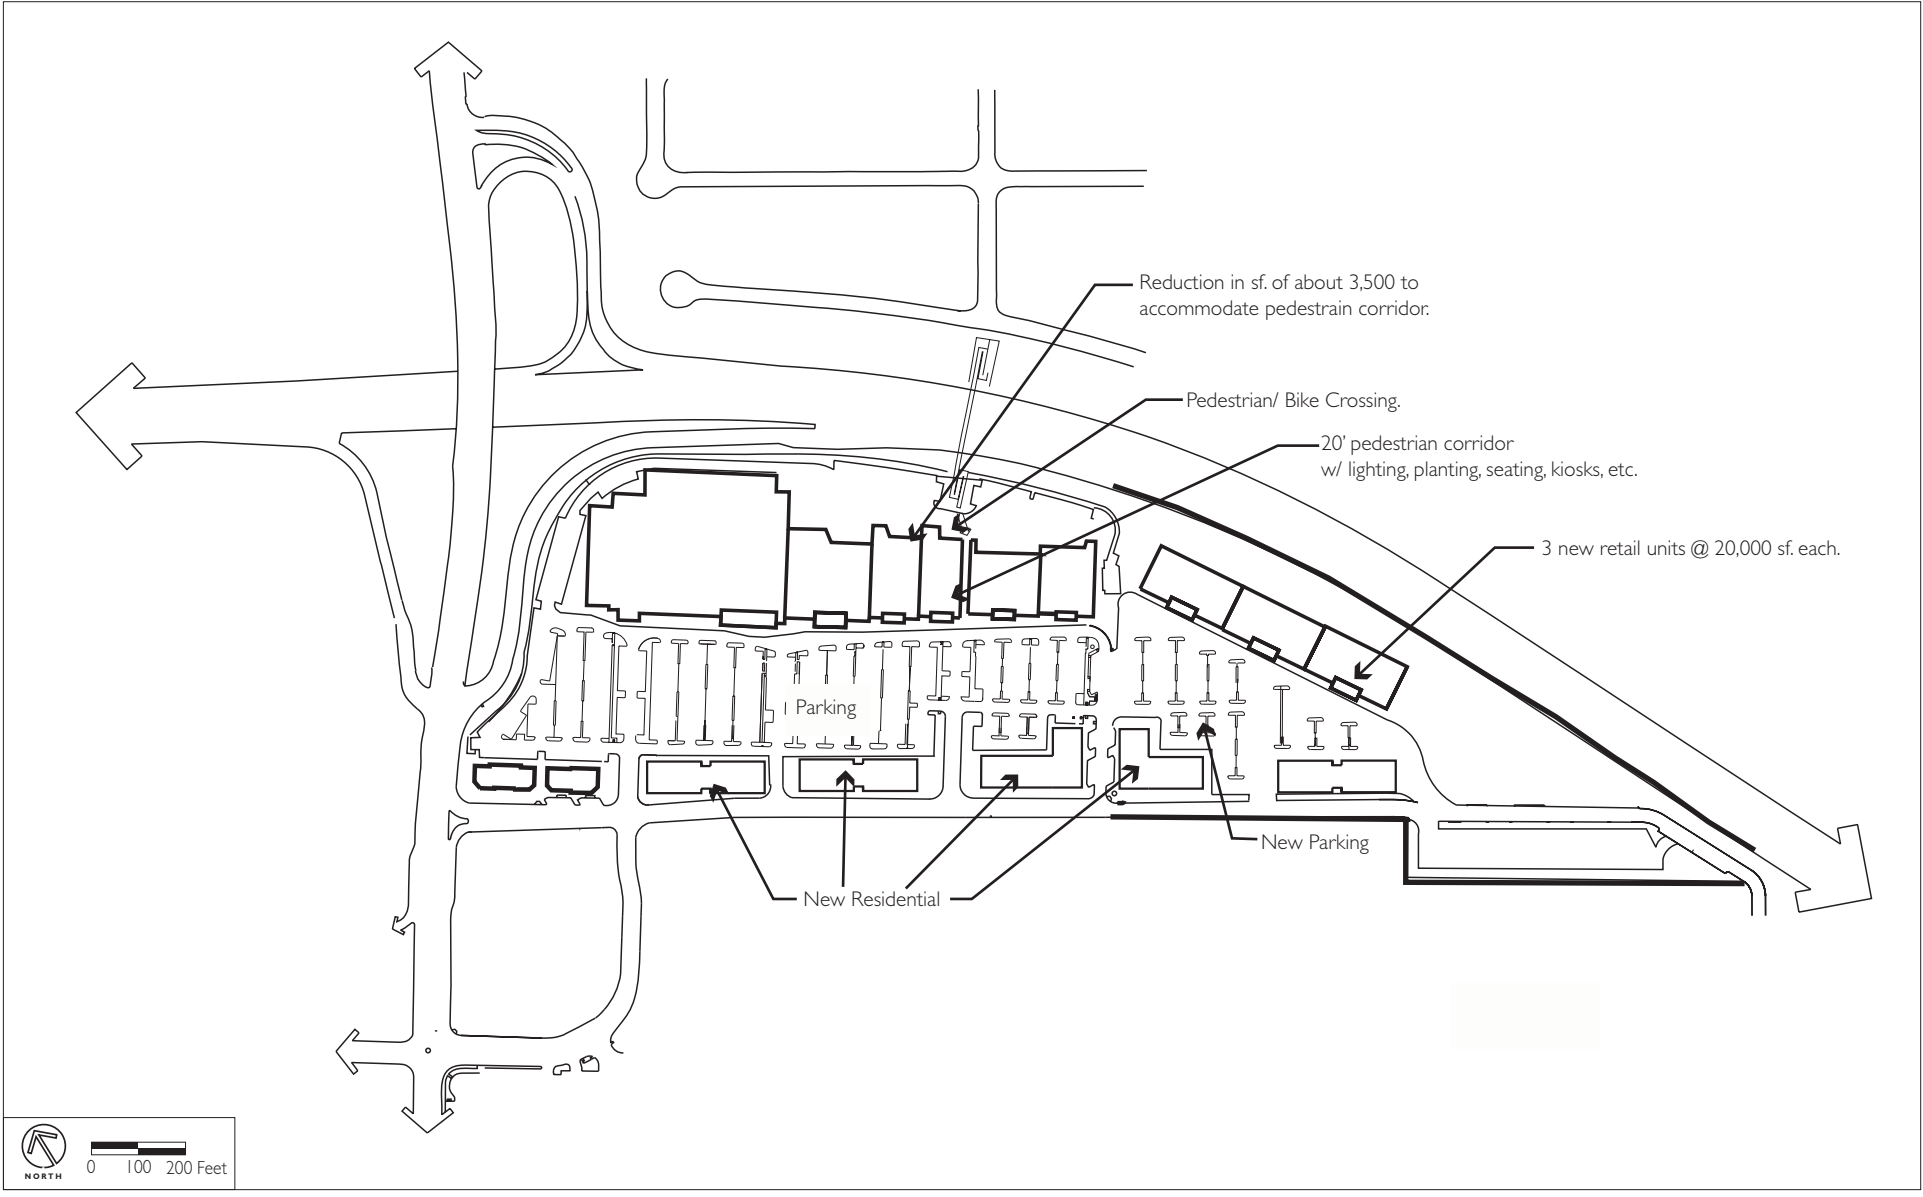 Reduction in sf. of about 3,500 to
accommodate pedestrain corridor.
Pedestrian/ Bike Crossing.
20' pedestrian corridor
w/ lighting, planting, seating, kiosks, etc.
3 new retail units @ 20,000 sf. each.
Parking
New Parking
New Residential
NORTH
0 100 200 Feet